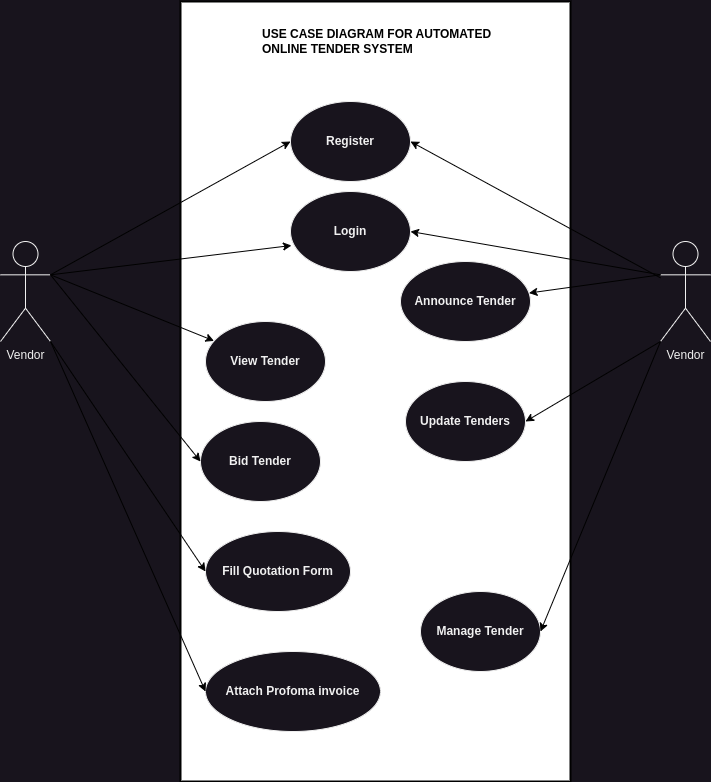 USE CASE DIAGRAM FOR AUTOMATED
ONLINE TENDER SYSTEM
Register
Login
Announce Tender
Vendor
View Tender
Vendor
Update Tenders
Bid Tender
Fill Quotation Form
Manage Tender
Attach Profoma invoice